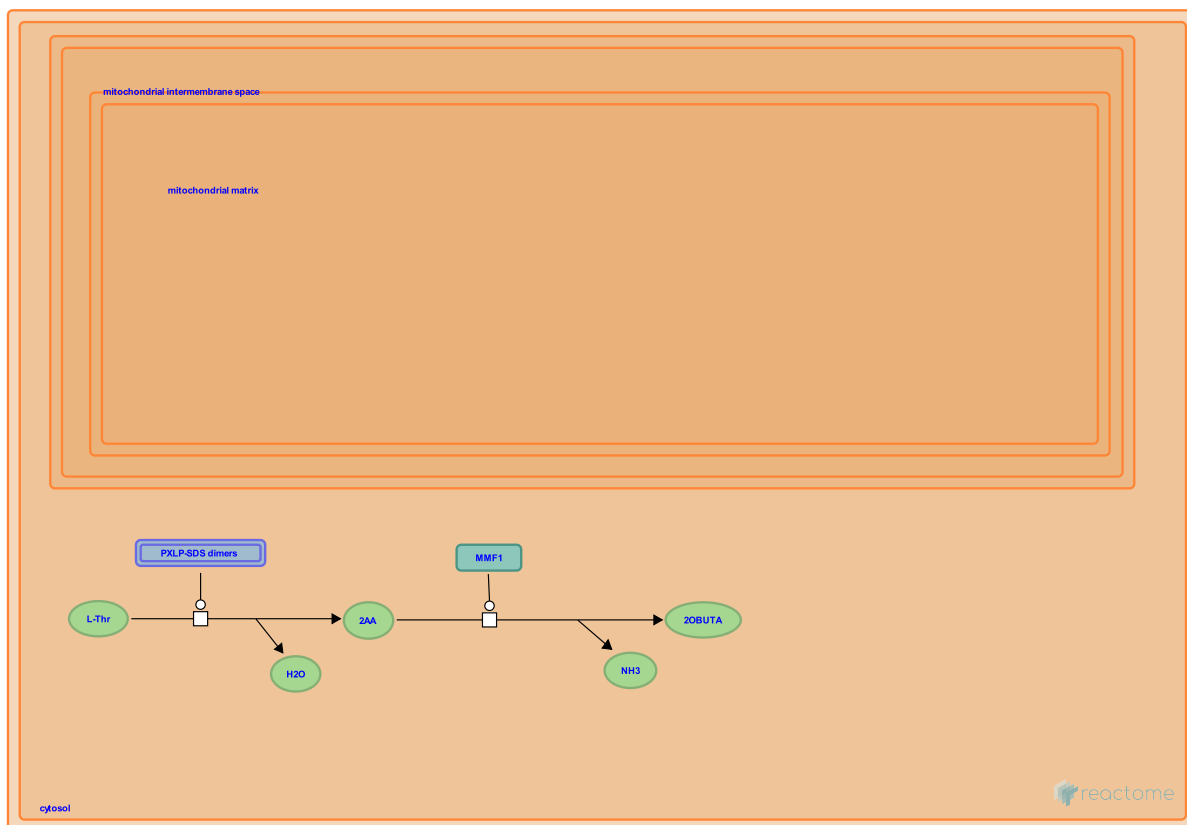 mitochondrial intermembrane space
mitochondrial matrix
PXLP-SDS dimers
MMF1
L-Thr
2AA
2OBUTA
H2O
NH3
reactome
cytosol